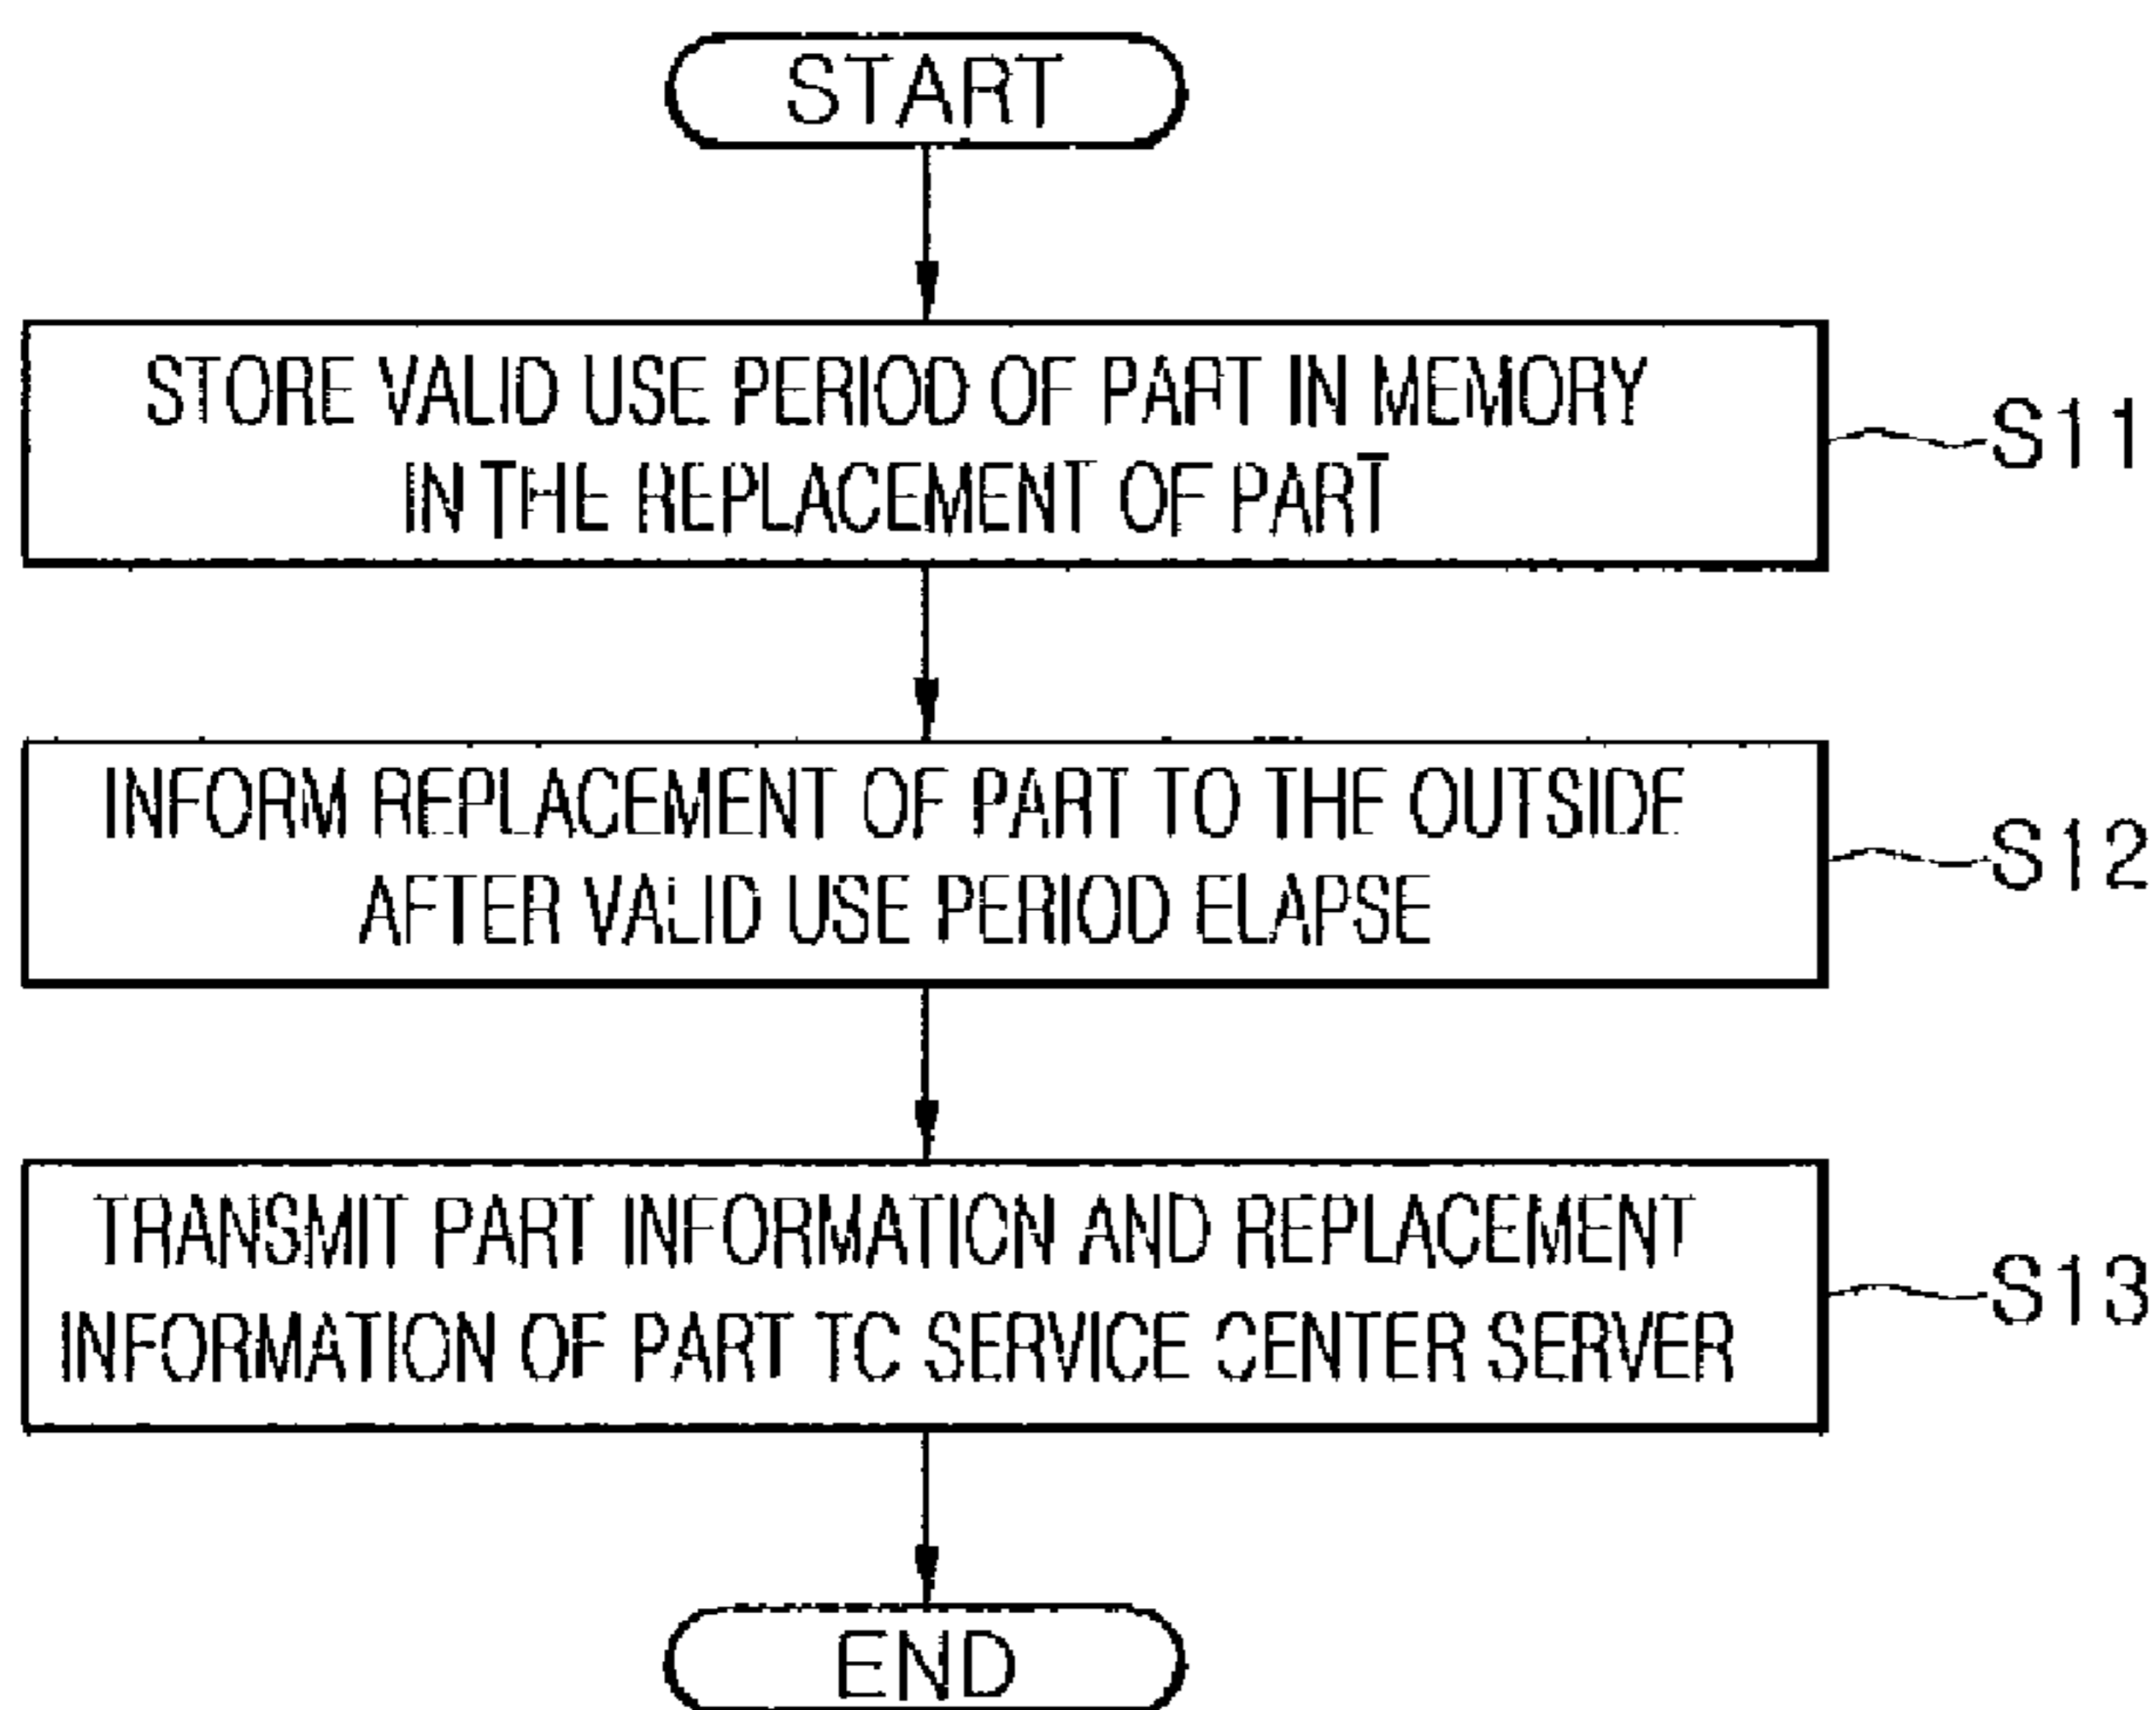 START
STORE VALID USE PERIOD OF PART IN MEMORY
IN THE REPLACEMENT OF PART
S11
INFORM REPLACEMENT OF PART TO THE OUTSIDE
AFTER VALID USE PERIOD ELAPSE
S12
TRANSMIT PART INFORMATION AND REPLACEMENT
INFORMATION OF PART TO SERVICE CENTER SERVER
S13
END